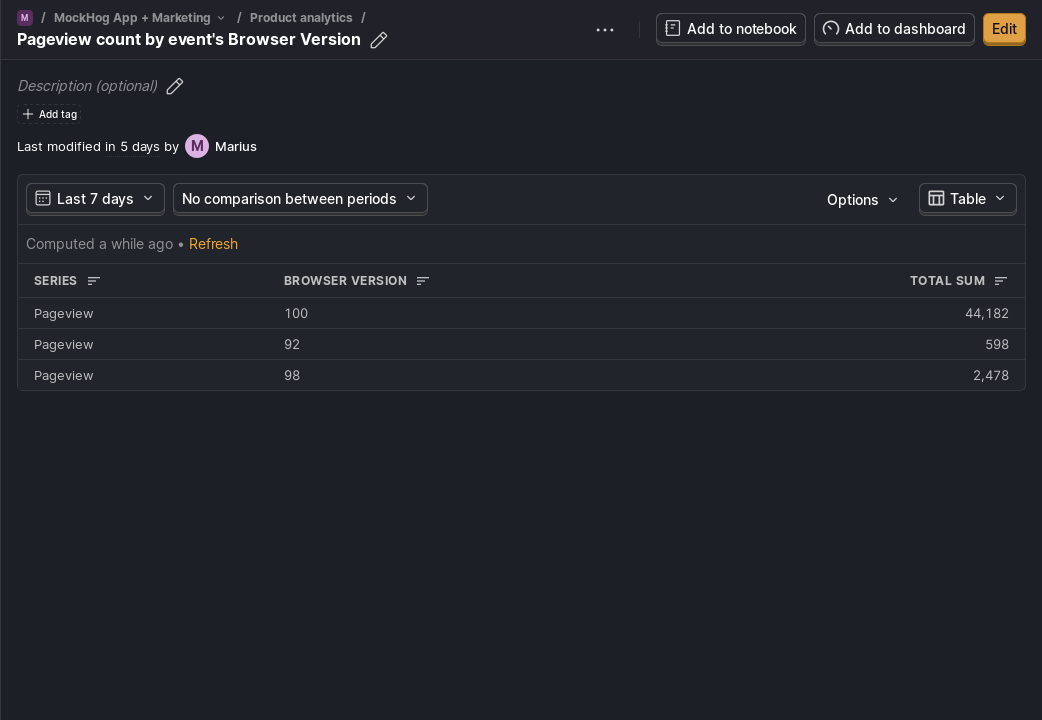 M / MockHog App + Marketing / Product analytics /
Pageview count by event's Browser Version
Add to notebook
Add to dashboard
Edit
Description (optional)
Add tag
Last modified in 5 days by M Marius
Last 7 days
No comparison between periods
Options
Table
Computed a while ago • Refresh
SERIES BROWSER VERSION TOTAL SUM
Pageview 100 44,182
Pageview 92 598
Pageview 98 2,478